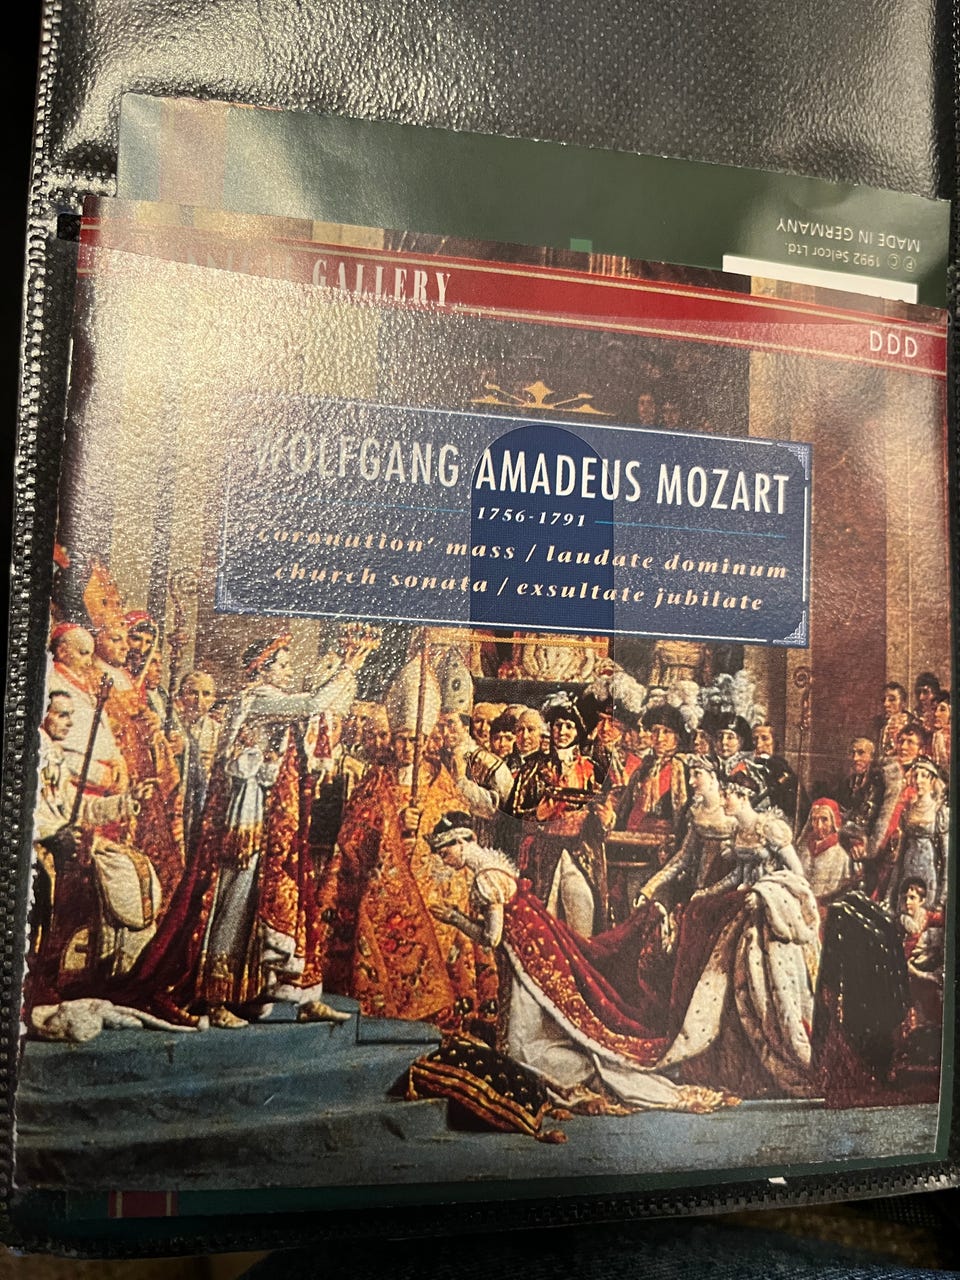 MADE IN GERMANY
℗ © 1992 Selcor Ltd.
GALLERY
DDD
WOLFGANG AMADEUS MOZART
1756-1791
coronation' mass / laudate dominum
church sonata / exsultate jubilate